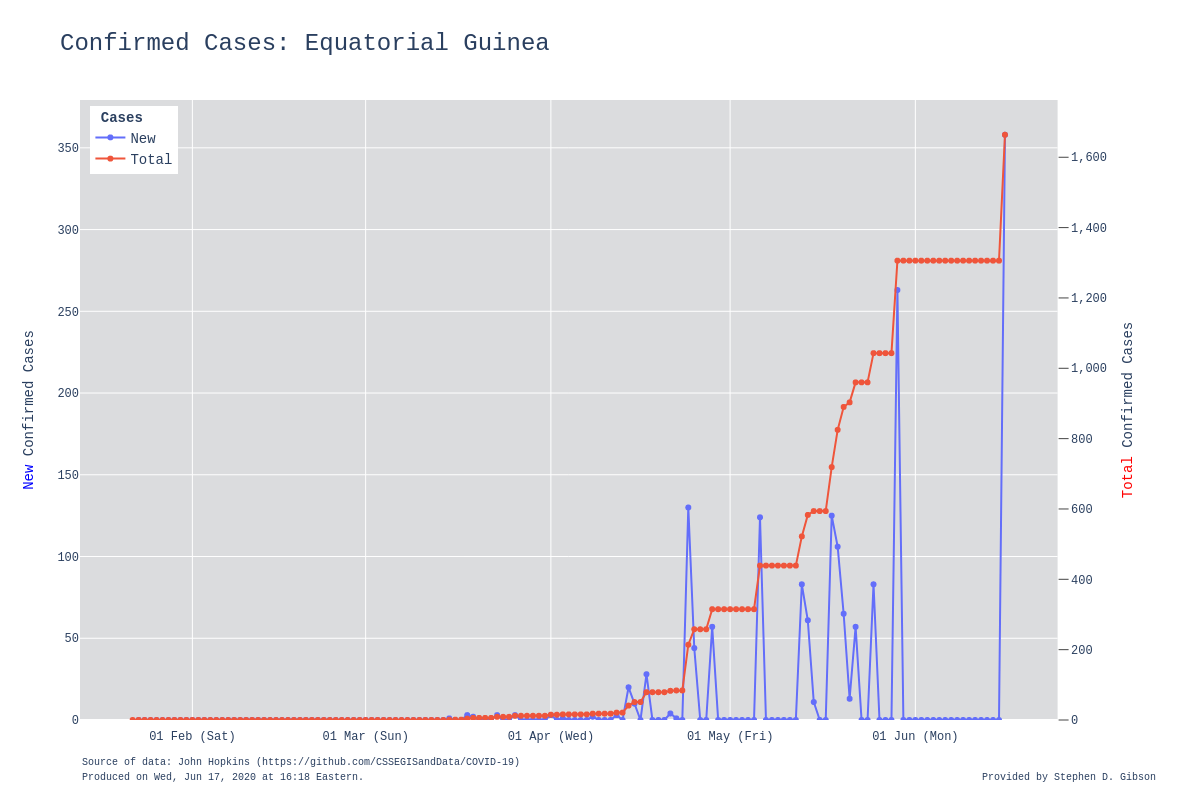 Confirmed Cases: Equatorial Guinea
Cases
New
Total
350
300
250
200
150
100
50
0
1,600
1,400
1,200
1,000
800
600
400
200
0
New Confirmed Cases
Total Confirmed Cases
01 Feb (Sat)
01 Mar (Sun)
01 Apr (Wed)
01 May (Fri)
01 Jun (Mon)
Source of data: John Hopkins (https://github.com/CSSEGISandData/COVID-19)
Produced on Wed, Jun 17, 2020 at 16:18 Eastern.
Provided by Stephen D. Gibson